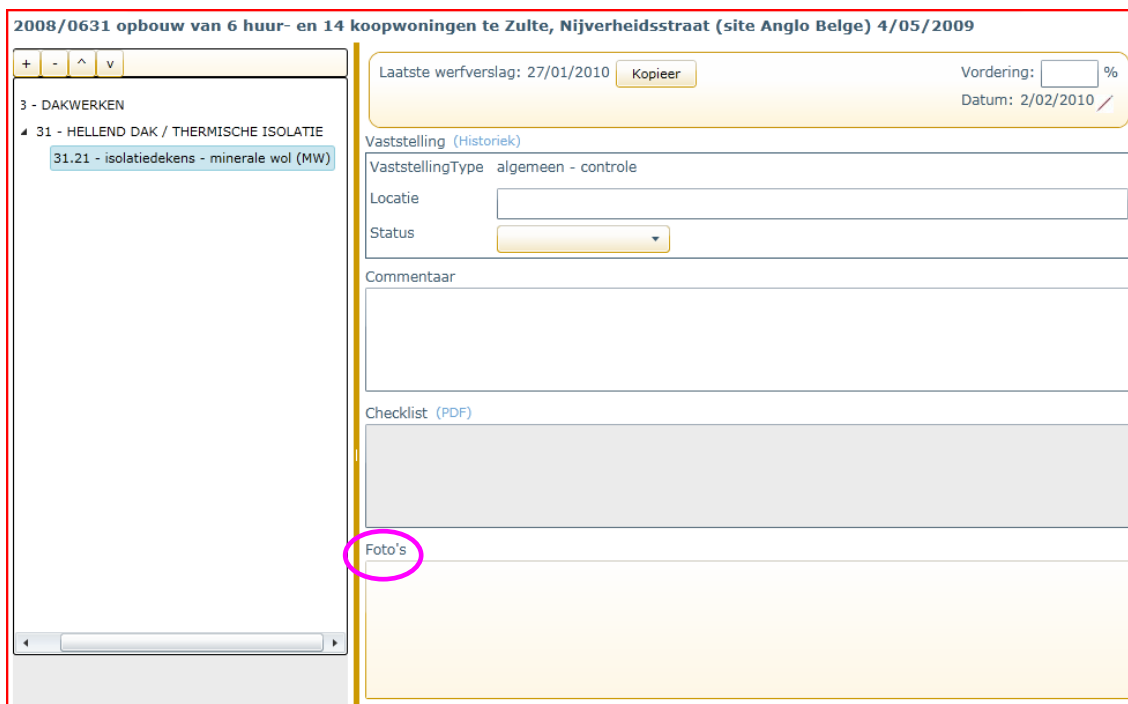 2008/0631 opbouw van 6 huur- en 14 koopwoningen te Zulte, Nijverheidsstraat (site Anglo Belge) 4/05/2009
+ - ^ v
3 - DAKWERKEN
31 - HELLEND DAK / THERMISCHE ISOLATIE
31.21 - isolatiedekens - minerale wol (MW)
Laatste werfverslag: 27/01/2010 Kopieer
Vordering: %
Datum: 2/02/2010
Vaststelling (Historiek)
VaststellingType algemeen - controle
Locatie
Status
Commentaar
Checklist (PDF)
Foto's